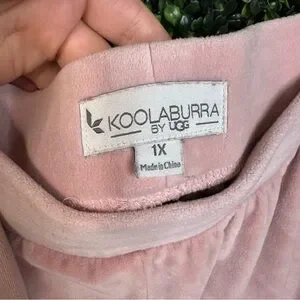 KOOLABURRA
BY UGG
1X
Made in China